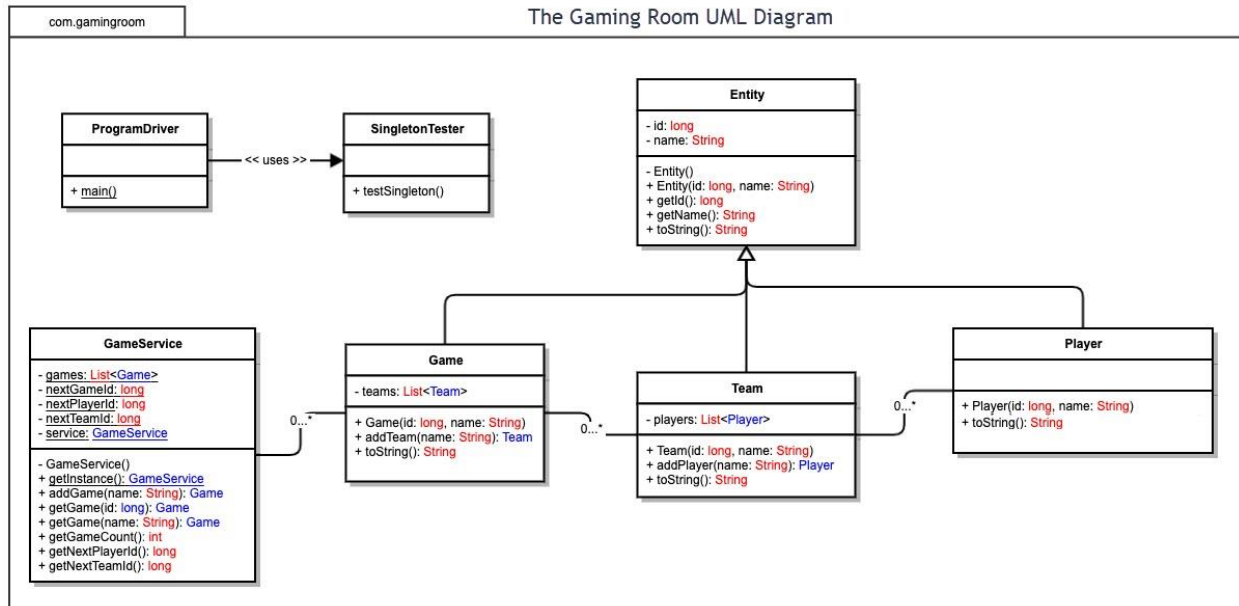 com.gamingroom
The Gaming Room UML Diagram
ProgramDriver
+ main()
<< uses >>
SingletonTester
+ testSingleton()
Entity
- id: long
- name: String
- Entity()
+ Entity(id: long, name: String)
+ getId(): long
+ getName(): String
+ toString(): String
GameService
- games: List<Game>
- nextGameId: long
- nextPlayerId: long
- nextTeamId: long
- service: GameService
- GameService()
+ getInstance(): GameService
+ addGame(name: String): Game
+ getGame(id: long): Game
+ getGame(name: String): Game
+ getGameCount(): int
+ getNextPlayerId(): long
+ getNextTeamId(): long
0...*
Game
- teams: List<Team>
+ Game(id: long, name: String)
+ addTeam(name: String): Team
+ toString(): String
0...*
Team
- players: List<Player>
+ Team(id: long, name: String)
+ addPlayer(name: String): Player
+ toString(): String
0...*
Player
+ Player(id: long, name: String)
+ toString(): String